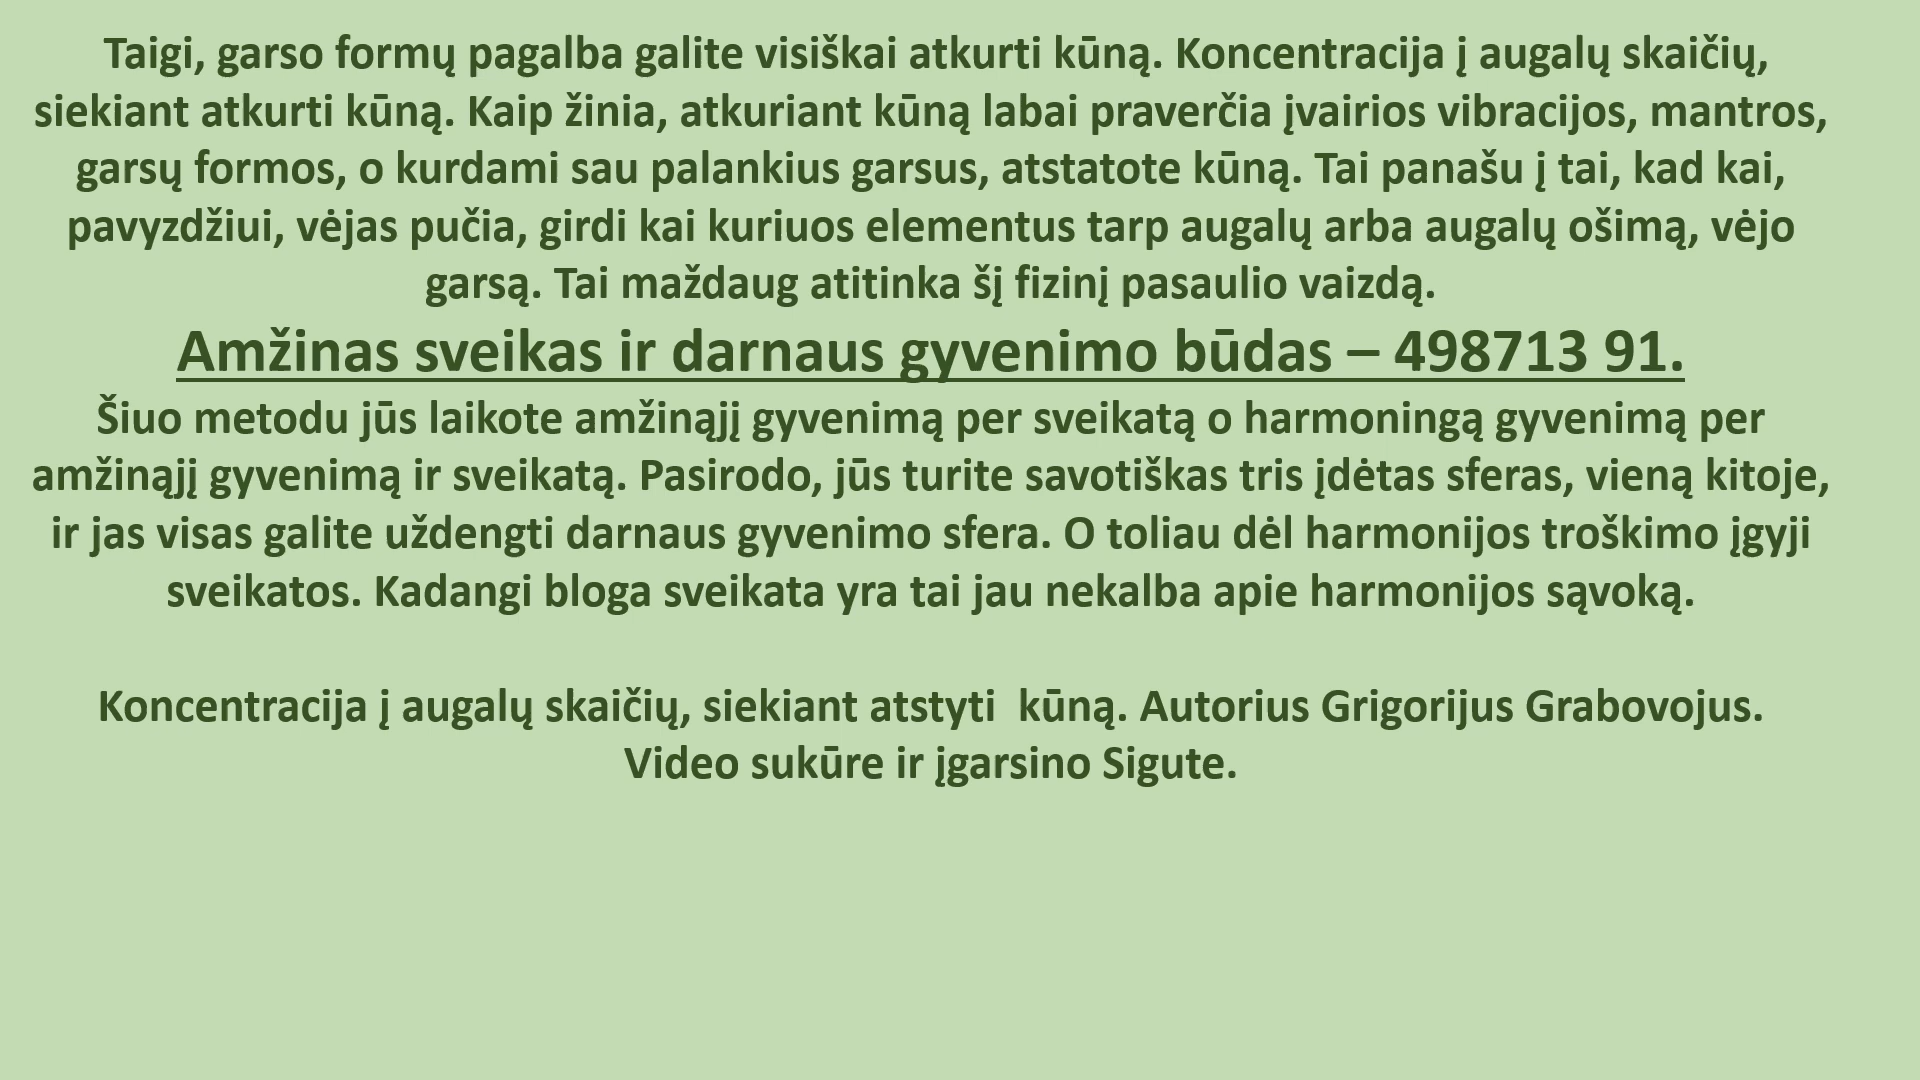 Taigi, garso formų pagalba galite visiškai atkurti kūną. Koncentracija į augalų skaičių,
siekiant atkurti kūną. Kaip žinia, atkuriant kūną labai praverčia įvairios vibracijos, mantros,
garsų formos, o kurdami sau palankius garsus, atstatote kūną. Tai panašu į tai, kad kai,
pavyzdžiui, vėjas pučia, girdi kai kuriuos elementus tarp augalų arba augalų ošimą, vėjo
garsą. Tai maždaug atitinka šį fizinį pasaulio vaizdą.
Amžinas sveikas ir darnaus gyvenimo būdas – 498713 91.
Šiuo metodu jūs laikote amžinąjį gyvenimą per sveikatą o harmoningą gyvenimą per
amžinąjį gyvenimą ir sveikatą. Pasirodo, jūs turite savotiškas tris įdėtas sferas, vieną kitoje,
ir jas visas galite uždengti darnaus gyvenimo sfera. O toliau dėl harmonijos troškimo įgyji
sveikatos. Kadangi bloga sveikata yra tai jau nekalba apie harmonijos sąvoką.
Koncentracija į augalų skaičių, siekiant atstyti  kūną. Autorius Grigorijus Grabovojus.
Video sukūre ir įgarsino Sigute.